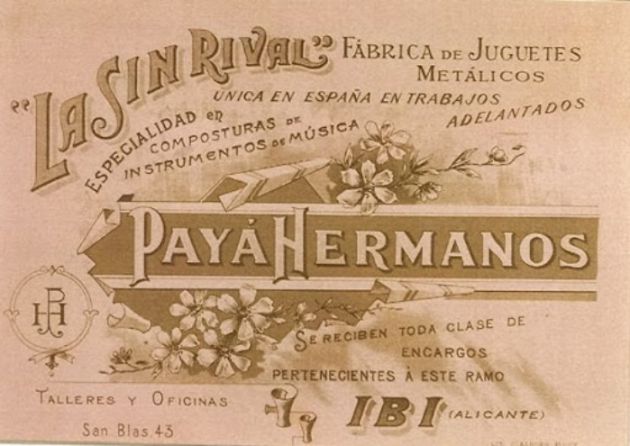 “LA SIN RIVAL”
FÁBRICA DE JUGUETES
METÁLICOS
UNICA EN ESPAÑA EN TRABAJOS
ADELANTADOS
ESPECIALIDAD en
COMPOSTURAS DE
INSTRUMENTOS DE MÚSICA
PAYÁ HERMANOS
PH
SE RECIBEN TODA CLASE DE
ENCARGOS
PERTENECIENTES Á ESTE RAMO
TALLERES Y OFICINAS
San Blas, 43
IBI (ALICANTE)